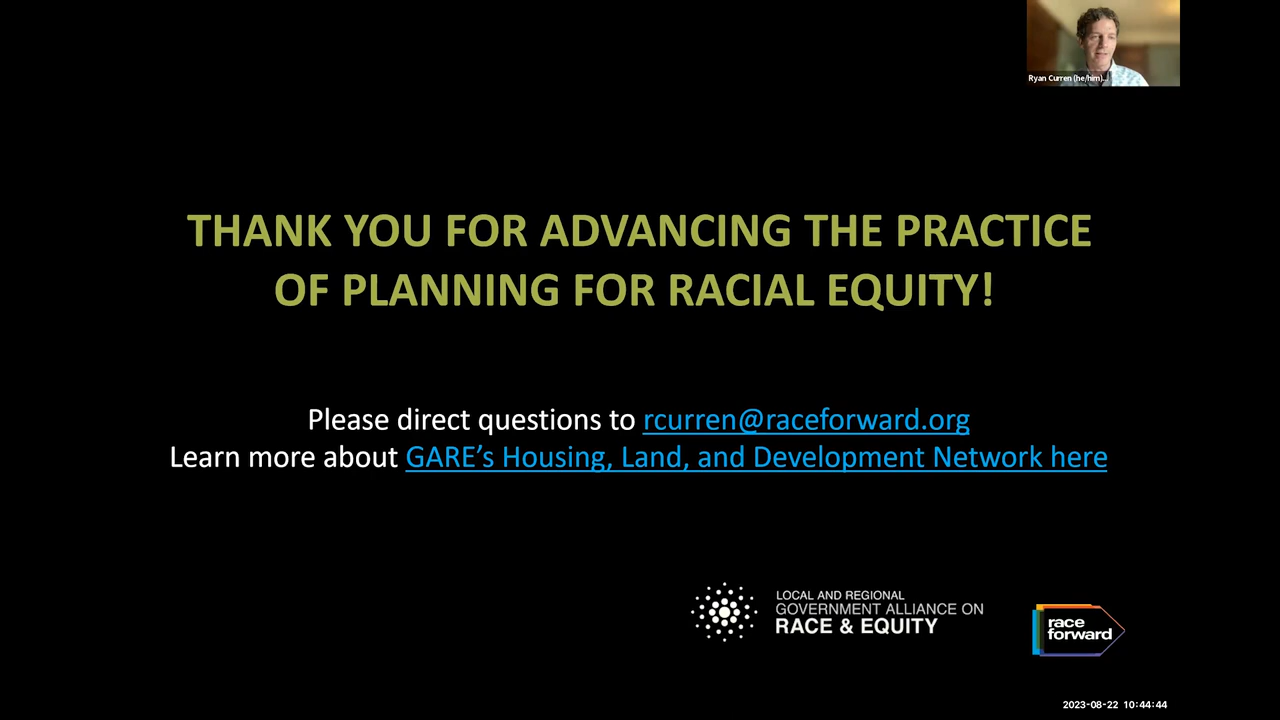 Ryan Curren (he/him)...
THANK YOU FOR ADVANCING THE PRACTICE
OF PLANNING FOR RACIAL EQUITY!
Please direct questions to rcurren@raceforward.org
Learn more about GARE’s Housing, Land, and Development Network here
LOCAL AND REGIONAL
GOVERNMENT ALLIANCE ON
RACE & EQUITY
race
forward
2023-08-22 10:44:44